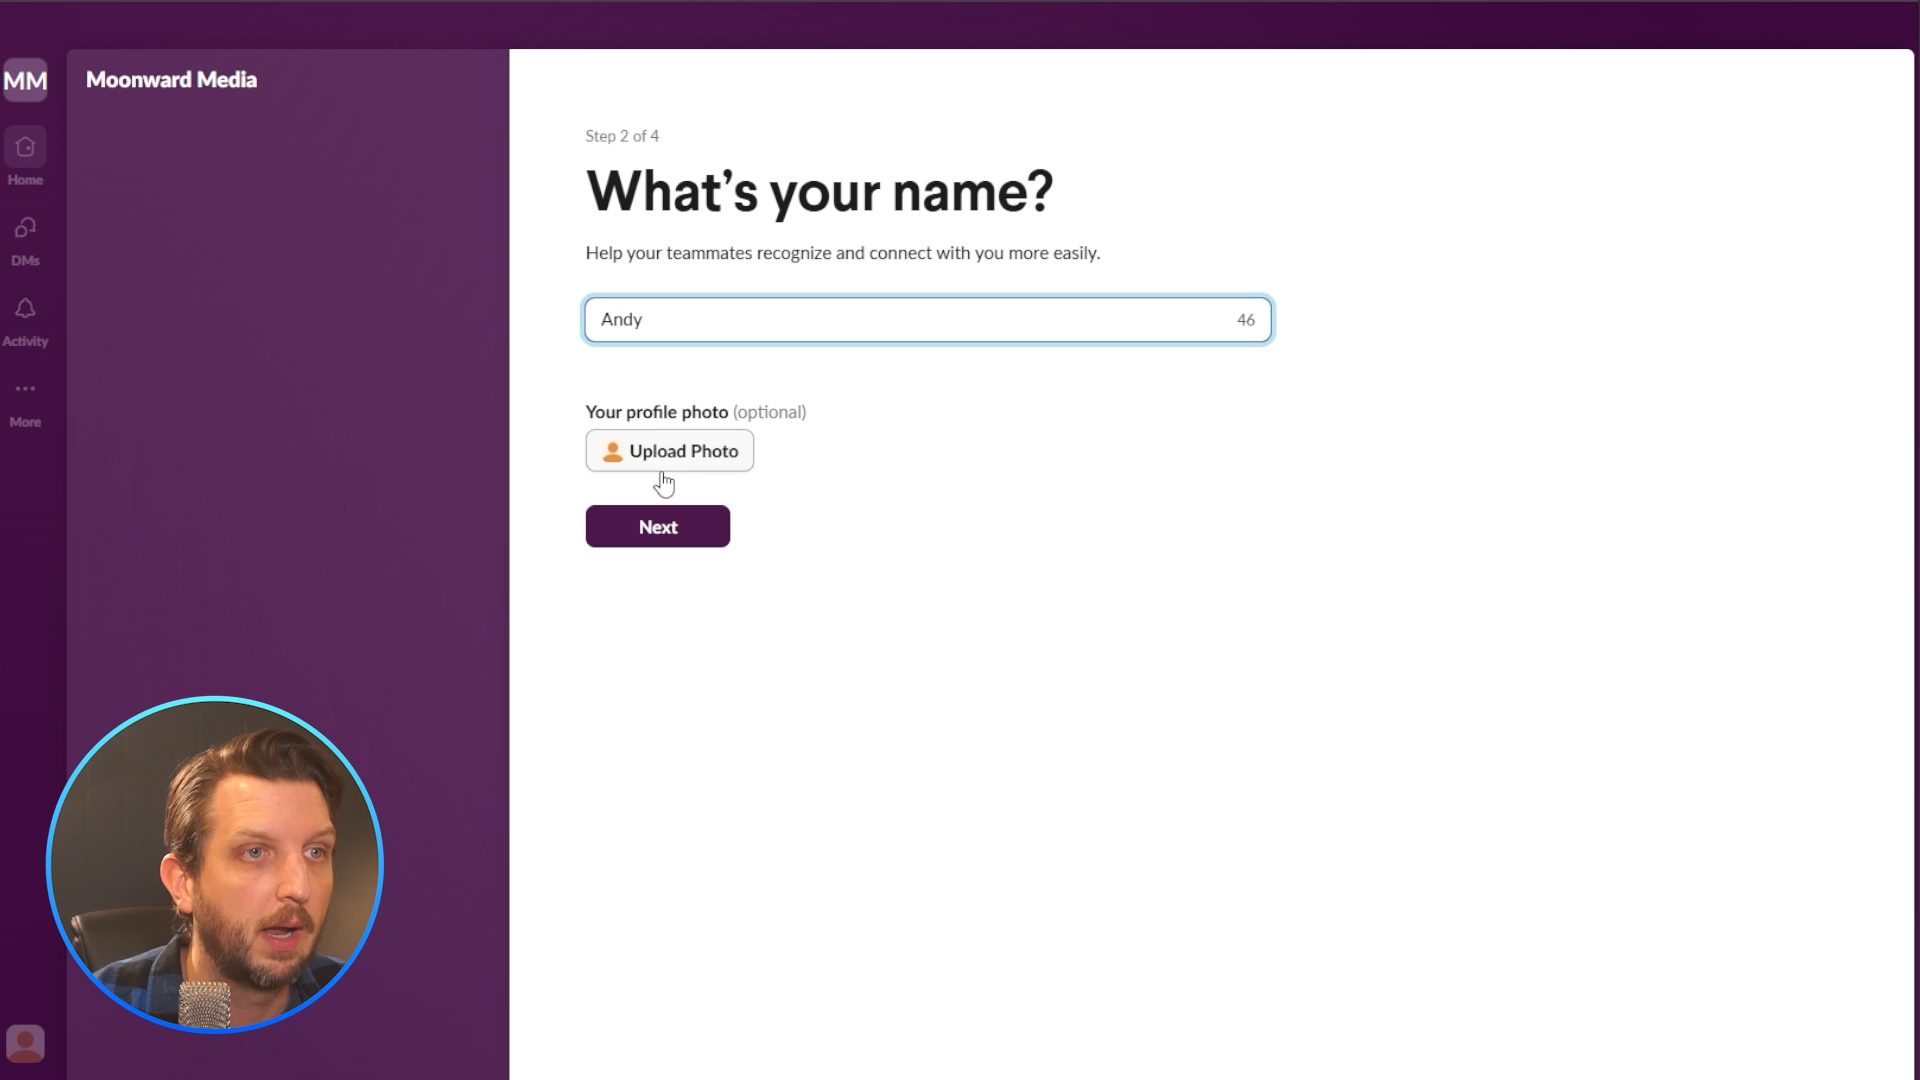 MM
Moonward Media
Home
DMs
Activity
More
Step 2 of 4
What's your name?
Help your teammates recognize and connect with you more easily.
Andy 46
Your profile photo (optional)
Upload Photo
Next